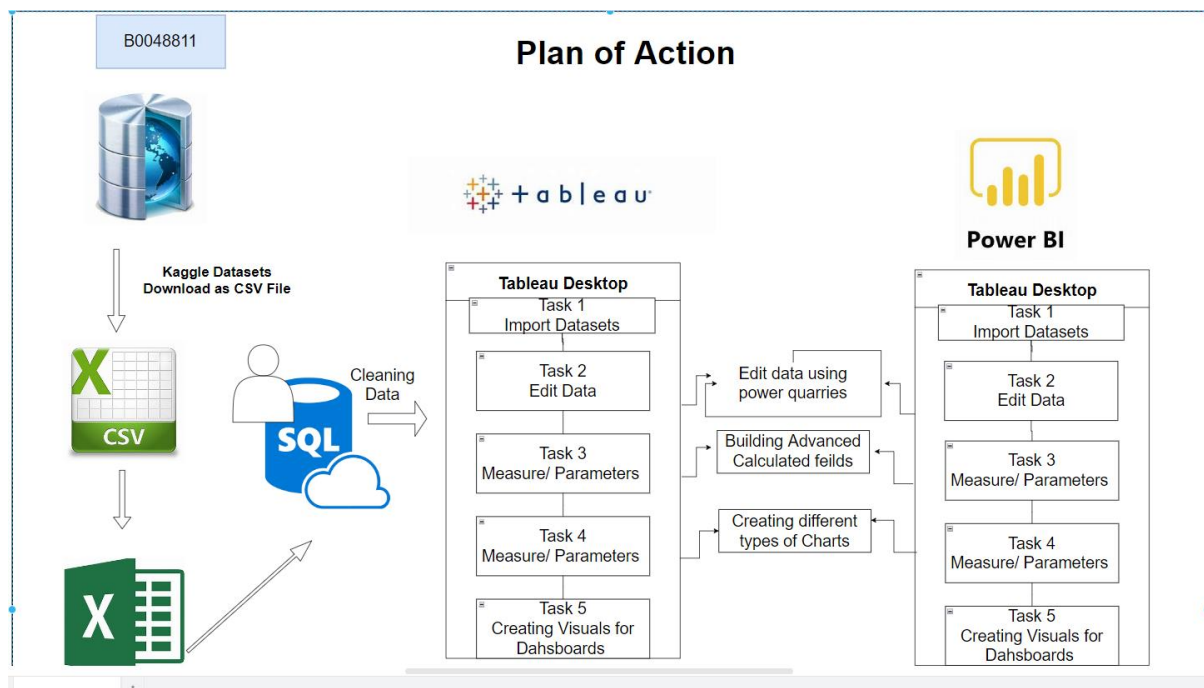 B0048811
Plan of Action
Kaggle Datasets
Download as CSV File
X
CSV
X
SQL
Cleaning
Data
+ a b | e a u
Tableau Desktop
Task 1
Import Datasets
Task 2
Edit Data
Task 3
Measure/ Parameters
Task 4
Measure/ Parameters
Task 5
Creating Visuals for
Dahsboards
Edit data using
power quarries
Building Advanced
Calculated feilds
Creating different
types of Charts
Power BI
Tableau Desktop
Task 1
Import Datasets
Task 2
Edit Data
Task 3
Measure/ Parameters
Task 4
Measure/ Parameters
Task 5
Creating Visuals for
Dahsboards